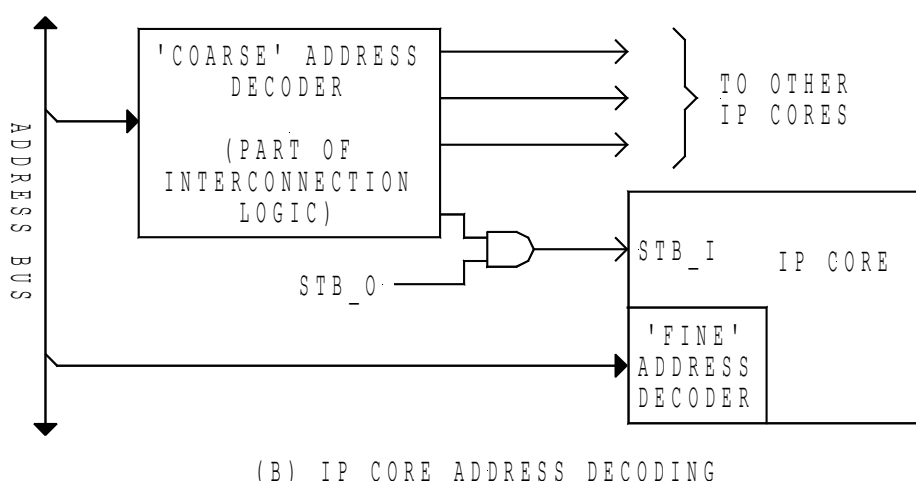 'COARSE' ADDRESS
DECODER
(PART OF
INTERCONNECTION
LOGIC)
TO OTHER
IP CORES
ADDRESS BUS
STB_O
STB_I
IP CORE
'FINE'
ADDRESS
DECODER
(B) IP CORE ADDRESS DECODING